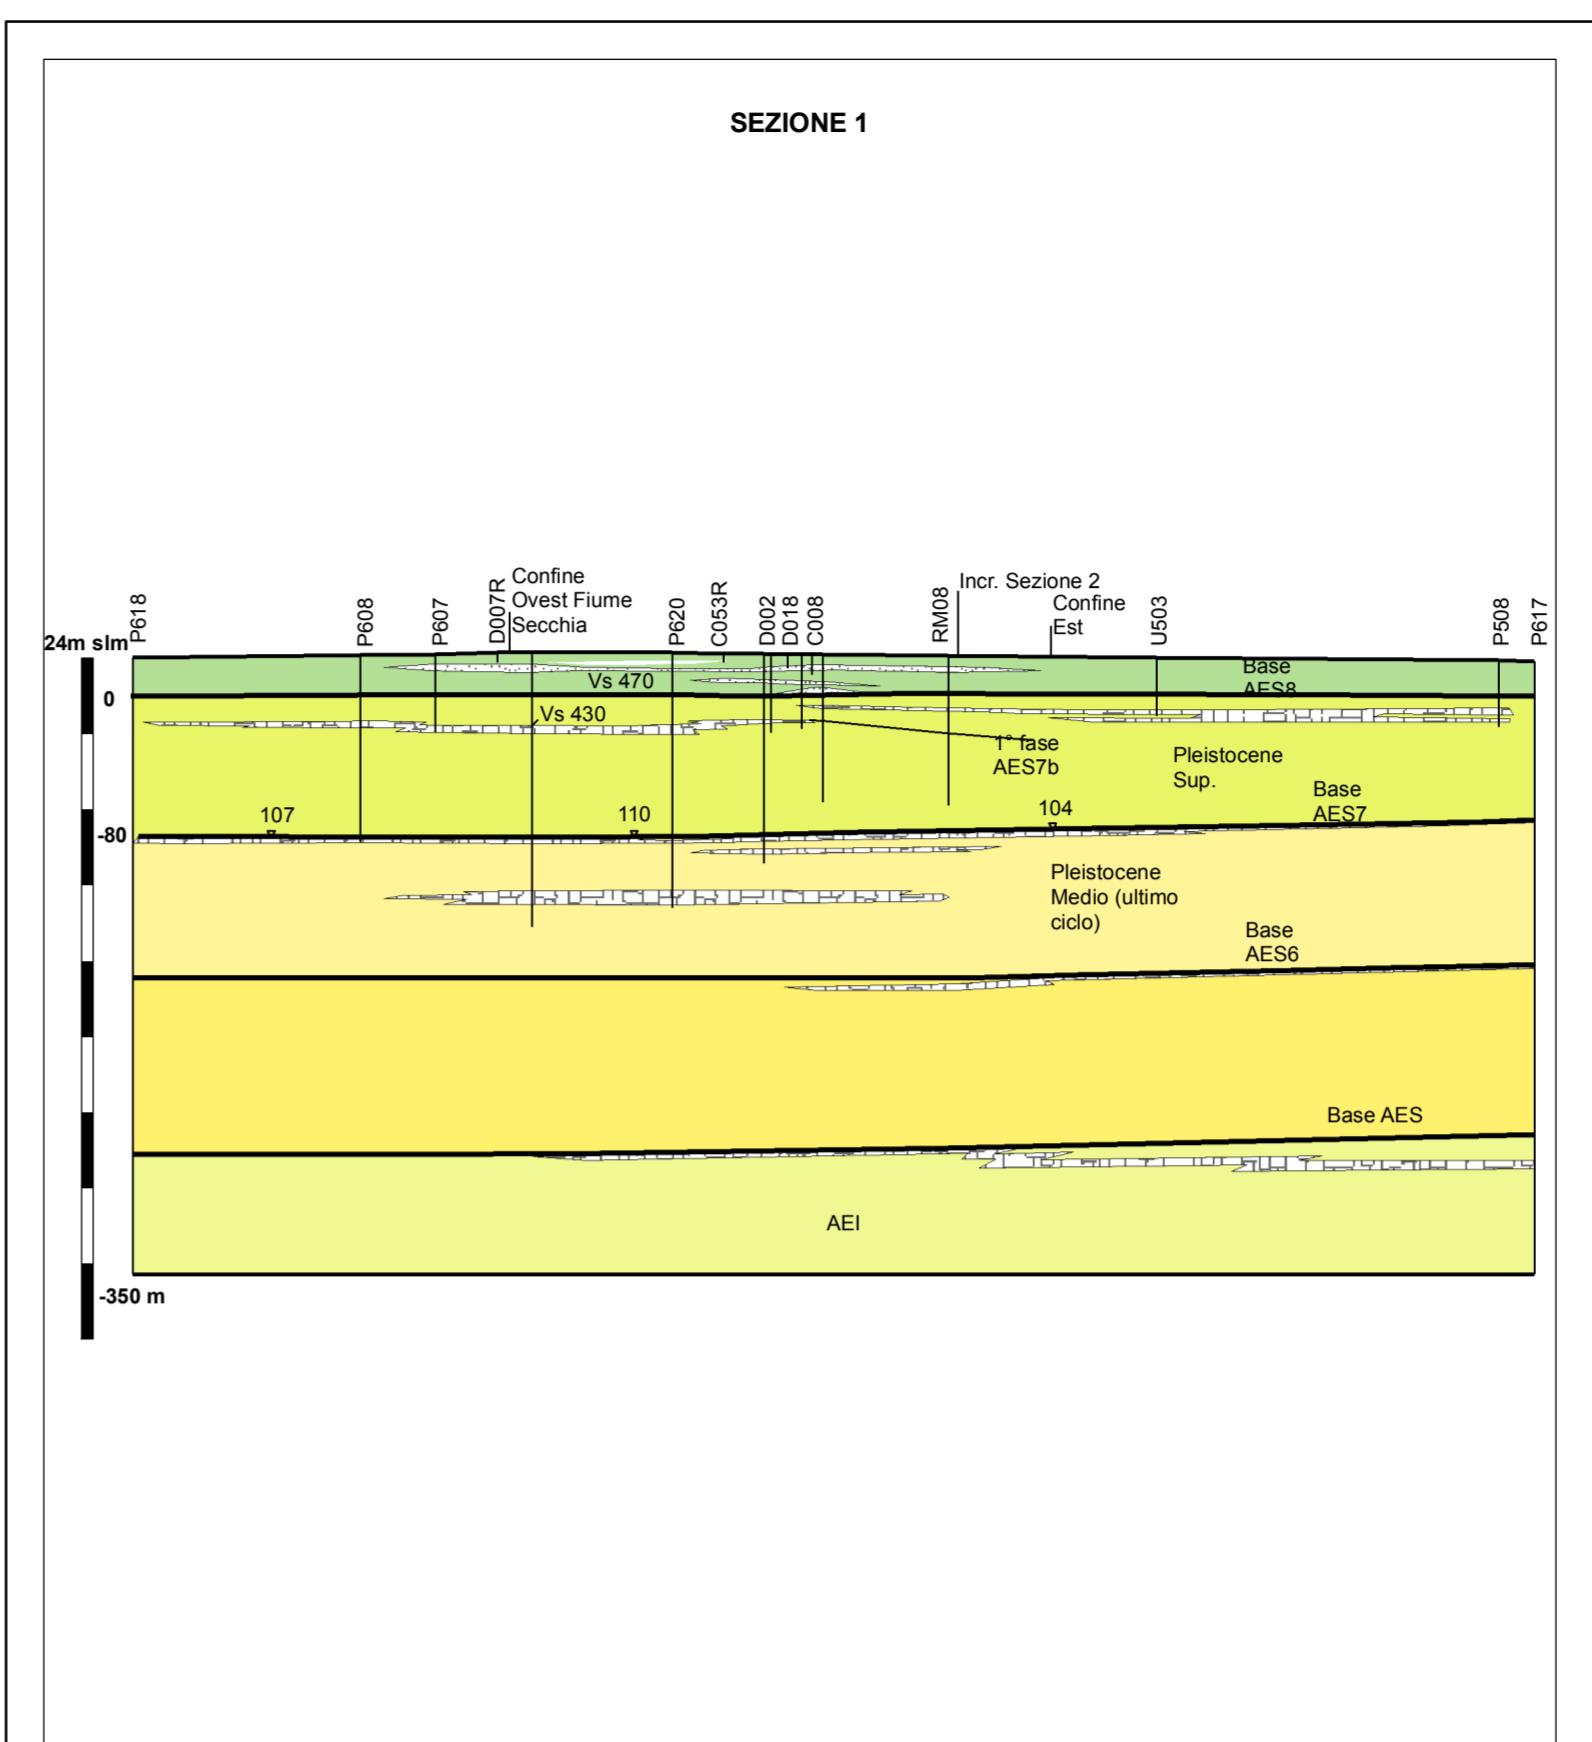 SEZIONE 1
P618
P608
P607
D007R
Confine
Ovest Fiume
Secchia
P620
C053R
D002
D018
C008
RM08
Incr. Sezione 2
Confine
Est
U503
P508
P617
24m slm
Base
AES8
Vs 470
0
Vs 430
1° fase
AES7b
Pleistocene
Sup.
Base
AES7
107
110
104
-80
Pleistocene
Medio (ultimo
ciclo)
Base
AES6
Base AES
AEI
-350 m